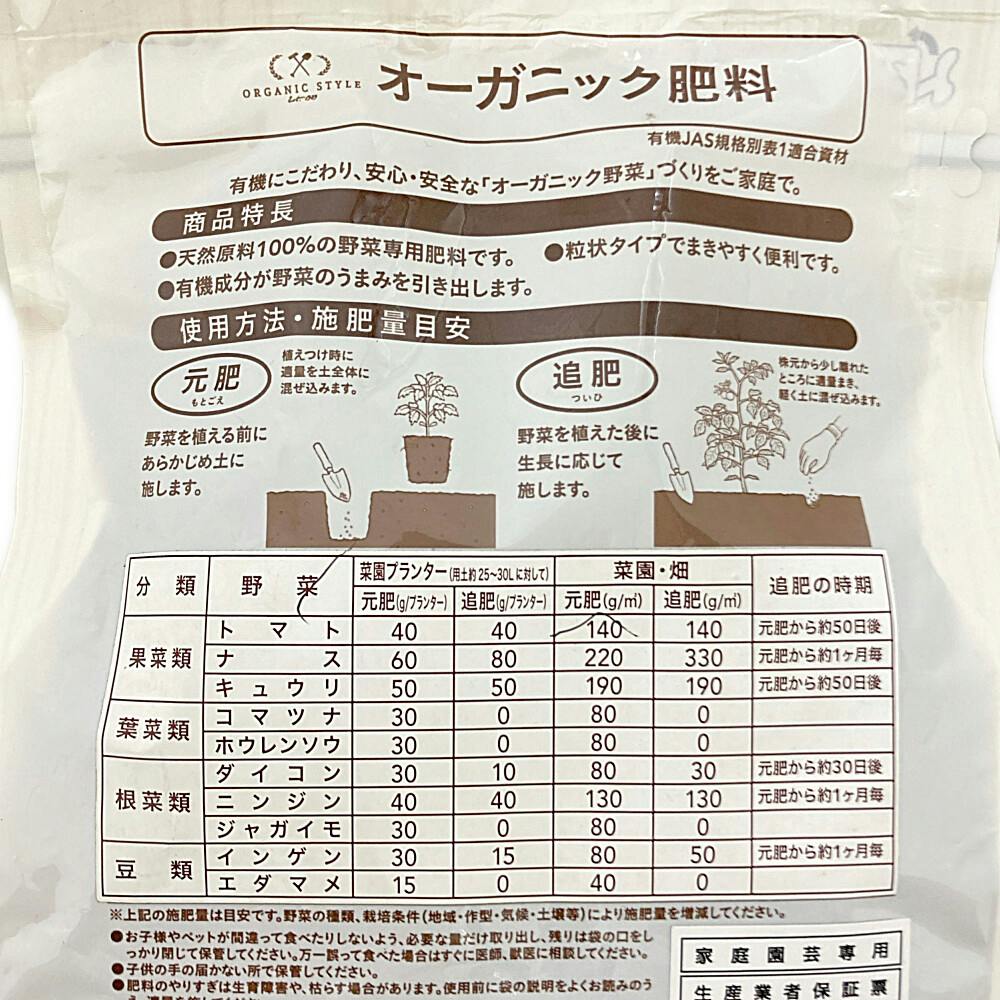 ORGANIC STYLE
オーガニック肥料
有機JAS規格別表1適合資材
有機にこだわり、安心・安全な「オーガニック野菜」づくりをご家庭で。
商品特長
●天然原料100%の野菜専用肥料です。 ●粒状タイプでまきやすく便利です。
●有機成分が野菜のうまみを引き出します。
使用方法・施肥量目安
元肥
もとごえ
植えつけ時に
適量を土全体に
混ぜ込みます。
野菜を植える前に
あらかじめ土に
施します。
追肥
ついひ
株元から少し離れた
ところに適量まき、
軽く土に混ぜ込みます。
野菜を植えた後に
生長に応じて
施します。
分類 野菜 菜園プランター(用土約25~30Lに対して) 菜園・畑 追肥の時期
元肥(g/プランター) 追肥(g/プランター) 元肥(g/㎡) 追肥(g/㎡)
果菜類 トマト 40 40 140 140 元肥から約50日後
ナス 60 80 220 330 元肥から約1ヶ月毎
キュウリ 50 50 190 190 元肥から約50日後
葉菜類 コマツナ 30 0 80 0
ホウレンソウ 30 0 80 0
根菜類 ダイコン 30 10 80 30 元肥から約30日後
ニンジン 40 40 130 130 元肥から約1ヶ月毎
ジャガイモ 30 0 80 0
豆類 インゲン 30 15 80 50 元肥から約1ヶ月毎
エダマメ 15 0 40 0
※上記の施肥量は目安です。野菜の種類、栽培条件(地域・作型・気候・土壌等)により施肥量を増減してください。
●お子様やペットが間違って食べたりしないよう、必要な量だけ取り出し、残りは袋の口をし
っかり閉じて保管してください。万一誤って食べた場合はすぐに医師、獣医に相談してください。
●子供の手の届かない所で保管してください。
●肥料のやりすぎは生育障害や、枯らす場合があります。使用前に袋の説明をよくお読みのう
家庭園芸専用
生産業者保証票